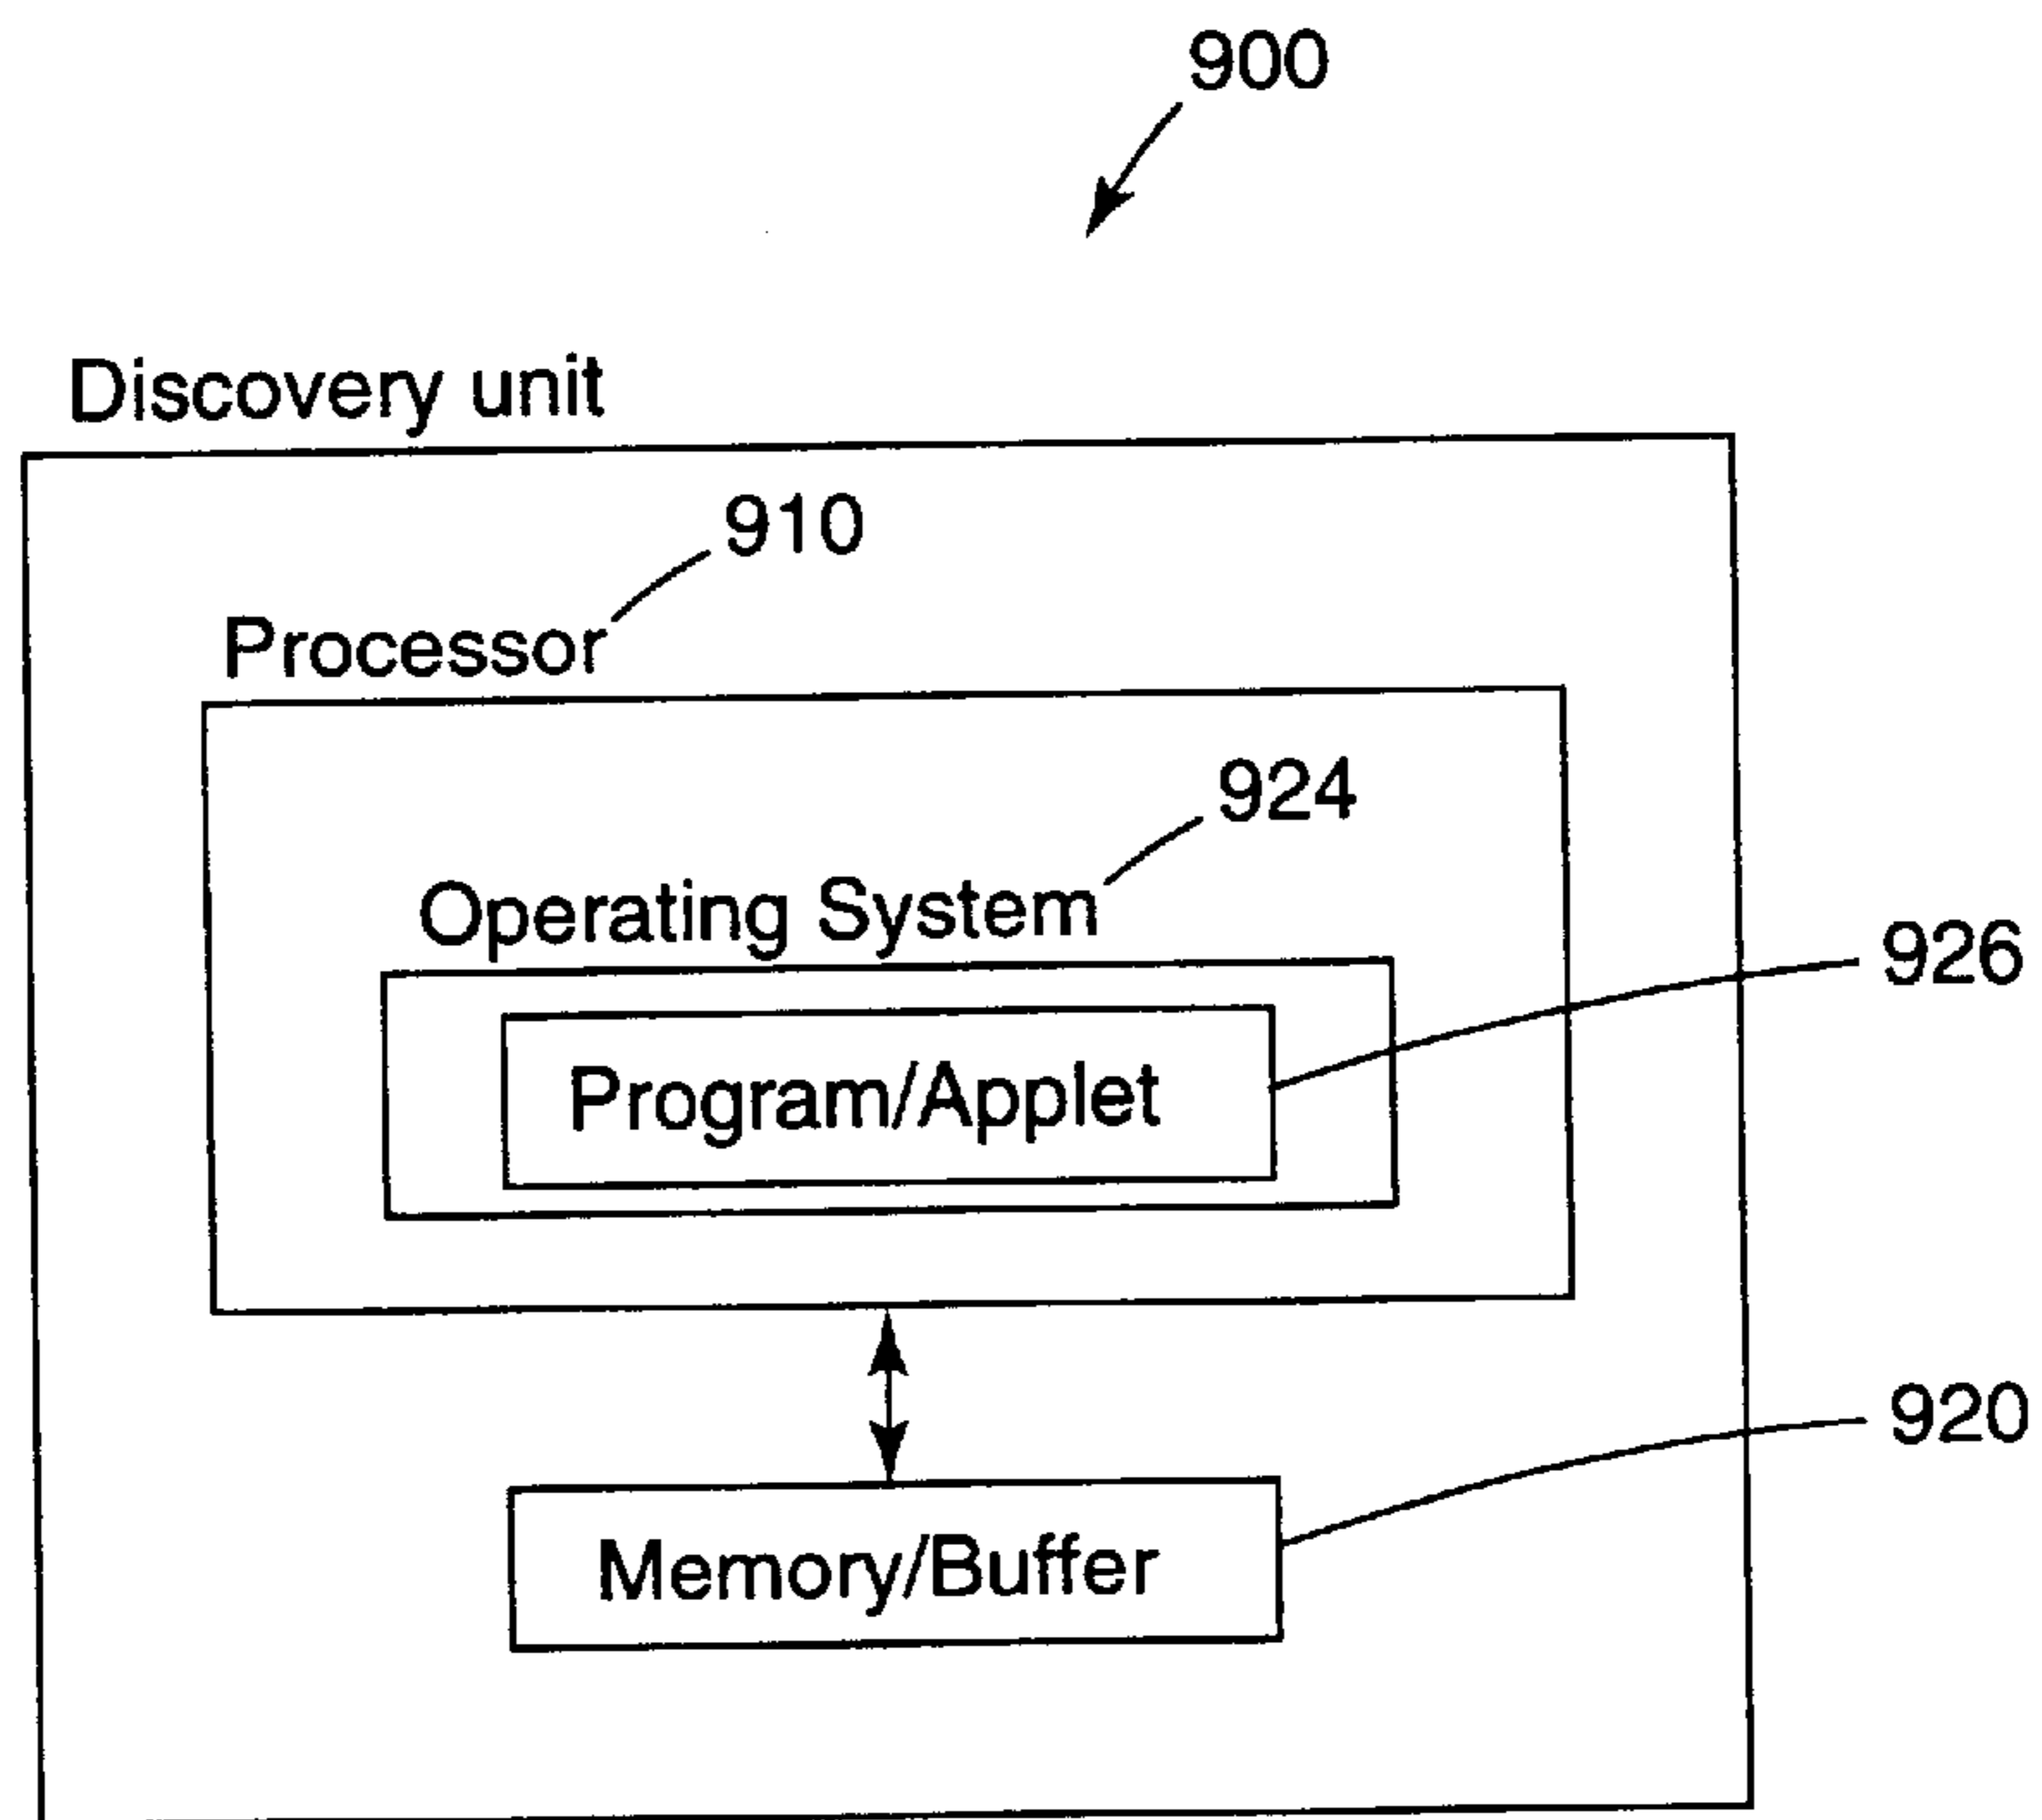 900
Discovery unit
910
Processor
924
Operating System
926
Program/Applet
920
Memory/Buffer